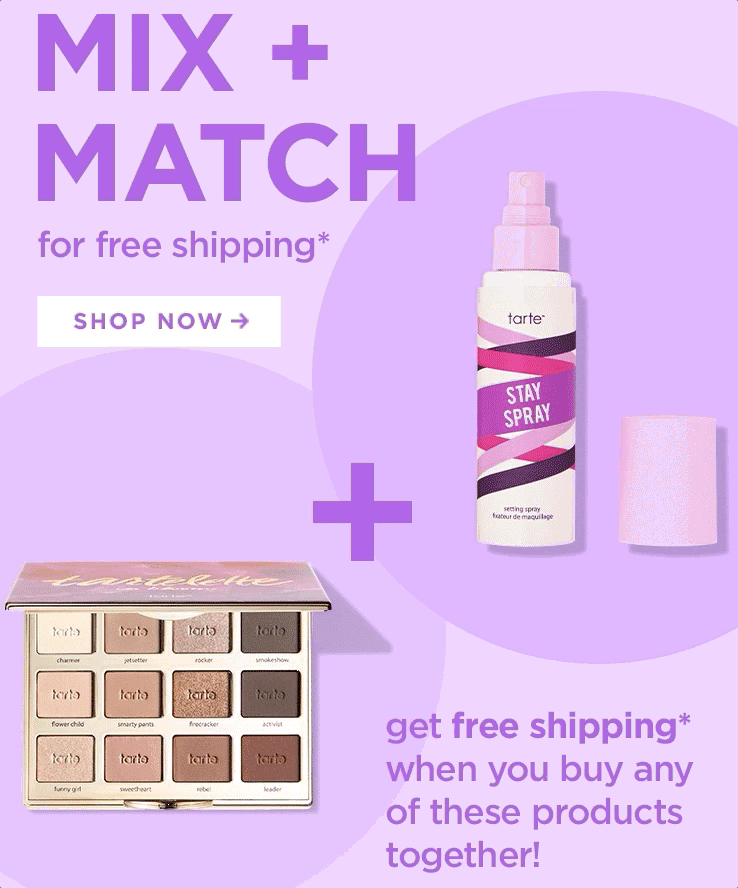 MIX +
MATCH
for free shipping*
SHOP NOW →
tarte™
STAY
SPRAY
setting spray
fixateur de maquillage
+
tartelette
tarte tarte tarte tarte
charmer jetsetter rocker smokeshow
tarte tarte tarte tarte
flower child smarty pants firecracker activist
tarte tarte tarte tarte
funny girl sweetheart rebel leader
get free shipping*
when you buy any
of these products
together!